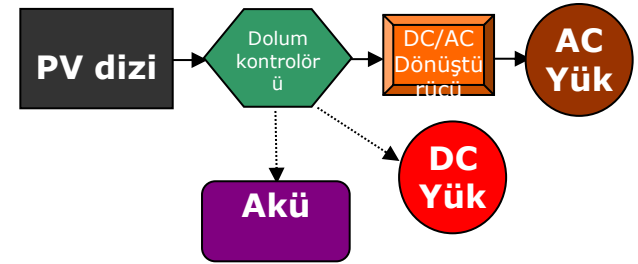 PV dizi
Dolum
kontrolör
ü
DC/AC
Dönüştü
rücü
AC
Yük
DC
Yük
Akü